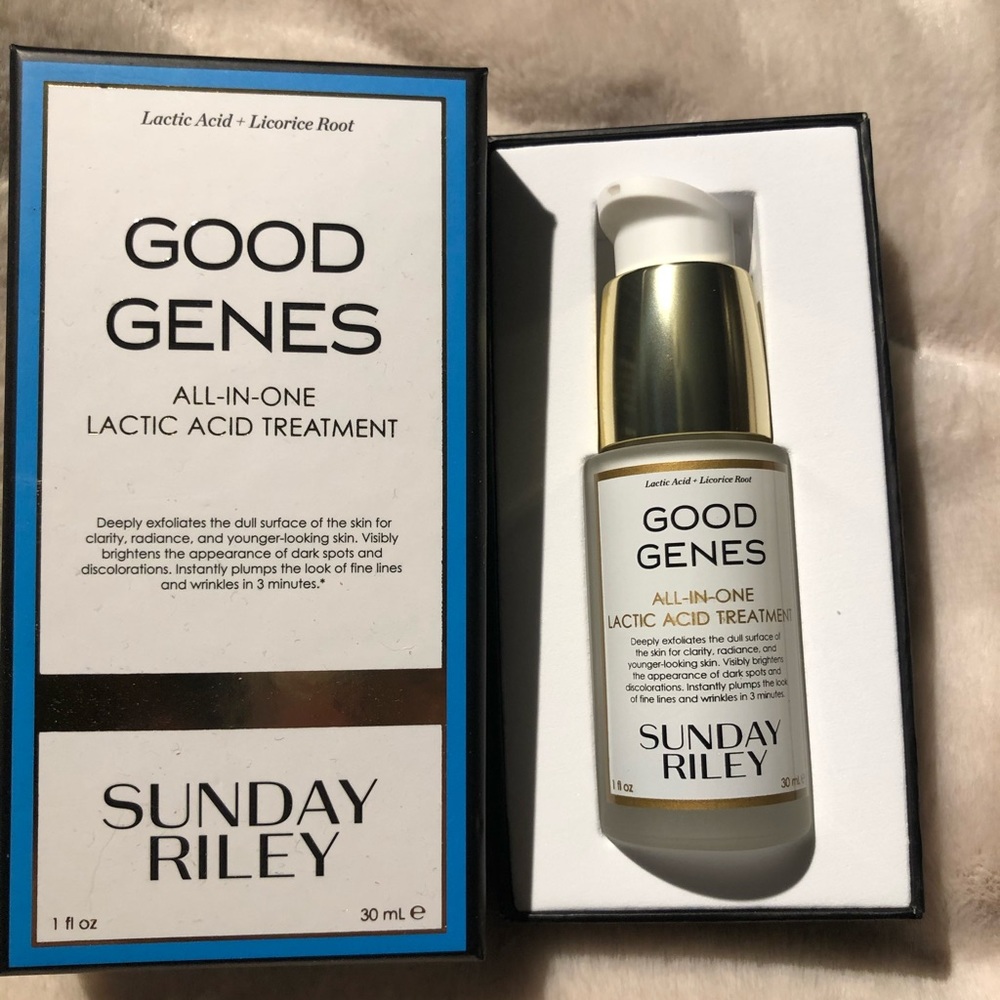 Lactic Acid + Licorice Root
GOOD
GENES
ALL-IN-ONE
LACTIC ACID TREATMENT
Deeply exfoliates the dull surface of the skin for
clarity, radiance, and younger-looking skin. Visibly
brightens the appearance of dark spots and
discolorations. Instantly plumps the look of fine lines
and wrinkles in 3 minutes.*
SUNDAY
RILEY
1 fl oz 30 mL ℮
Lactic Acid + Licorice Root
GOOD
GENES
ALL-IN-ONE
LACTIC ACID TREATMENT
Deeply exfoliates the dull surface of
the skin for clarity, radiance, and
younger-looking skin. Visibly brightens
the appearance of dark spots and
discolorations. Instantly plumps the look
of fine lines and wrinkles in 3 minutes.
SUNDAY
RILEY
1 fl oz 30 mL ℮